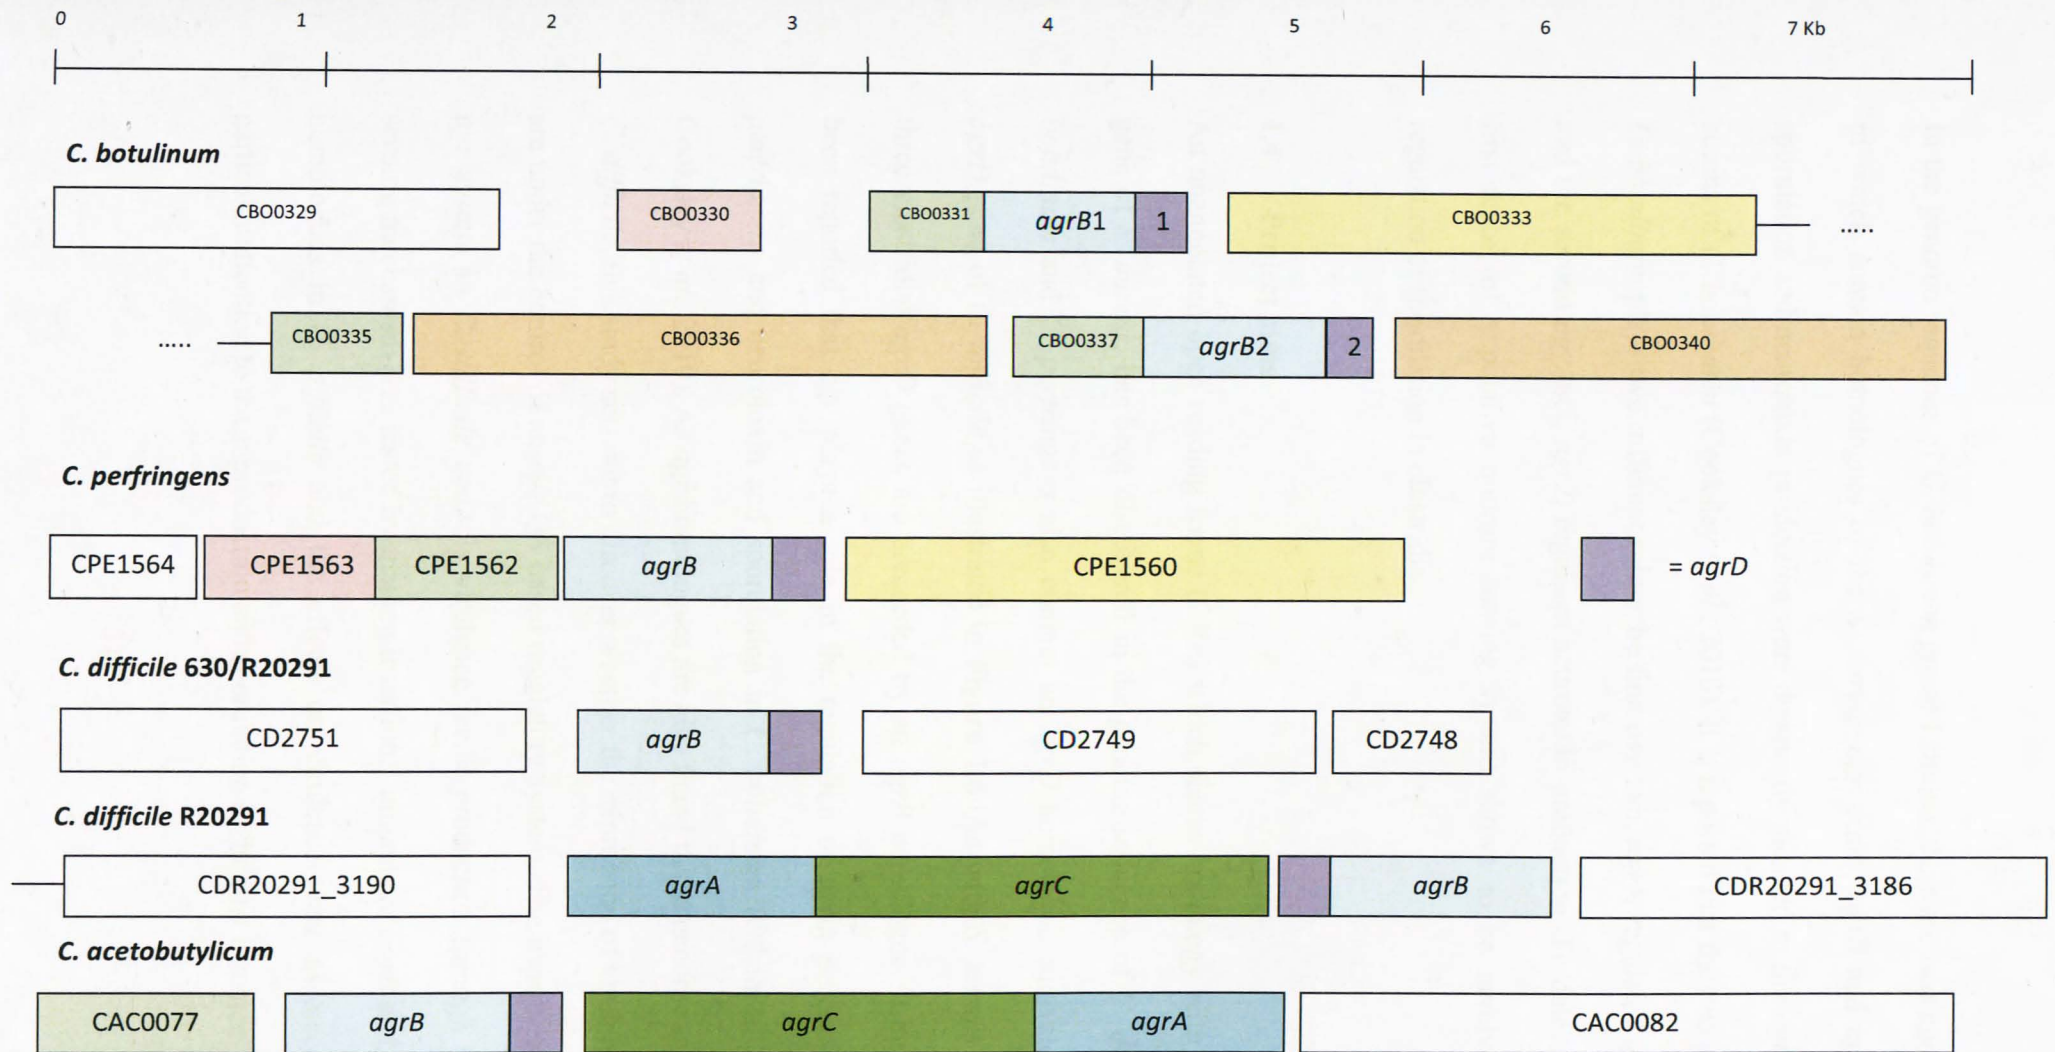 0 1 2 3 4 5 6 7 Kb
C. botulinum
CBO0329 CBO0330 CBO0331 agrB1 1 CBO0333 .....
..... CBO0335 CBO0336 CBO0337 agrB2 2 CBO0340
C. perfringens
CPE1564 CPE1563 CPE1562 agrB CPE1560 = agrD
C. difficile 630/R20291
CD2751 agrB CD2749 CD2748
C. difficile R20291
CDR20291_3190 agrA agrC agrB CDR20291_3186
C. acetobutylicum
CAC0077 agrB agrC agrA CAC0082